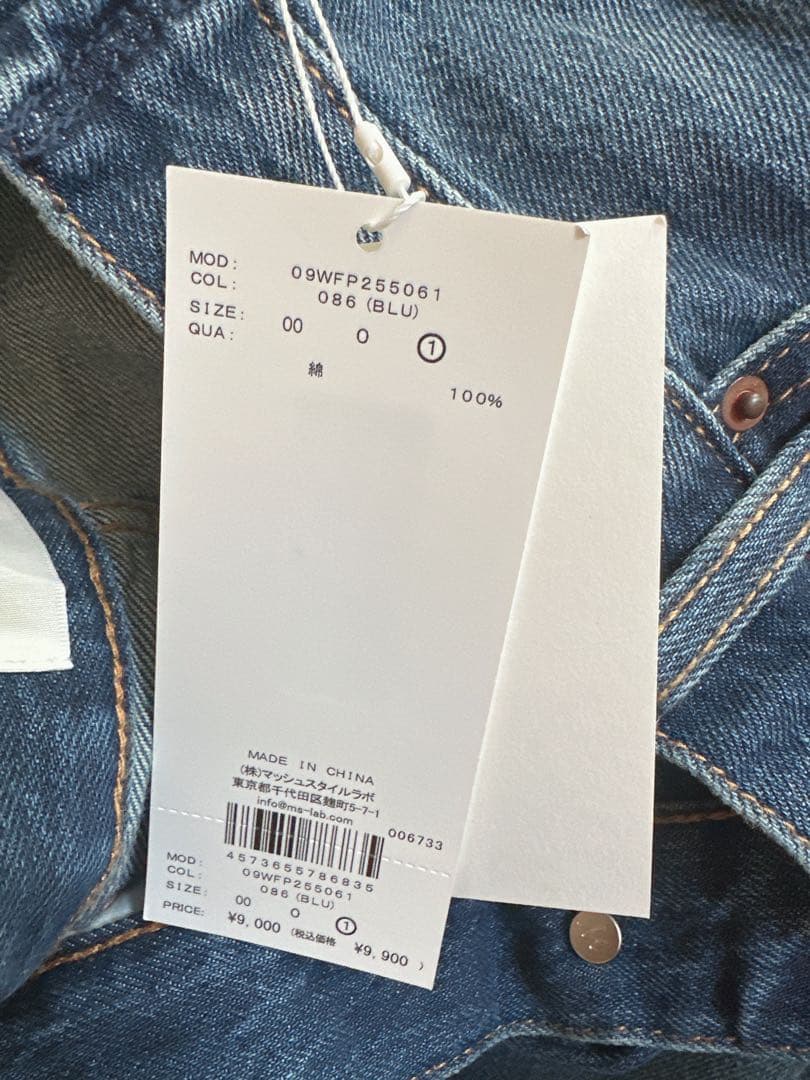 MOD: 09WFP255061
COL: 086 (BLU)
SIZE: 00 0 ①
QUA:
綿 100%
MADE IN CHINA
(株)マッシュスタイルラボ
東京都千代田区麹町5-7-1
info@ms-lab.com
006733
4573655786835
MOD: 09WFP255061
COL: 086 (BLU)
SIZE: 00 0 ①
PRICE: ¥9,000 (税込価格 ¥9,900 )